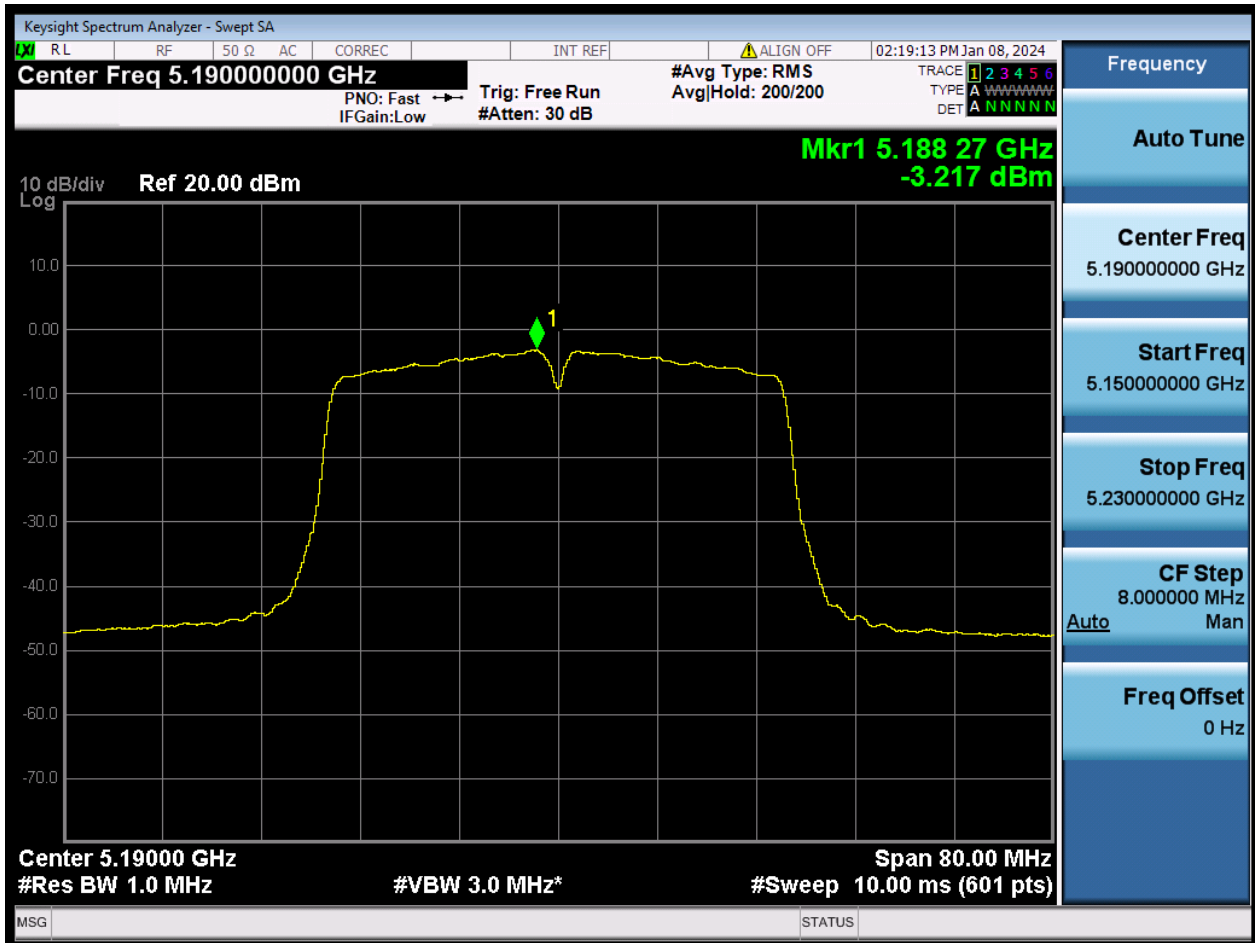 Keysight Spectrum Analyzer - Swept SA
LXI RL RF 50 Ω AC CORREC INT REF ALIGN OFF 02:19:13 PM Jan 08, 2024
Center Freq 5.190000000 GHz
PNO: Fast
IFGain:Low
Trig: Free Run
#Atten: 30 dB
#Avg Type: RMS
Avg|Hold: 200/200
TRACE 1 2 3 4 5 6
TYPE A WWWWW
DET A N N N N N
Mkr1 5.188 27 GHz
-3.217 dBm
10 dB/div
Log
Ref 20.00 dBm
10.0
0.00
-10.0
-20.0
-30.0
-40.0
-50.0
-60.0
-70.0
1
Center 5.19000 GHz
Span 80.00 MHz
#Res BW 1.0 MHz
#VBW 3.0 MHz*
#Sweep 10.00 ms (601 pts)
MSG
STATUS
Frequency
Auto Tune
Center Freq
5.190000000 GHz
Start Freq
5.150000000 GHz
Stop Freq
5.230000000 GHz
CF Step
8.000000 MHz
Auto Man
Freq Offset
0 Hz